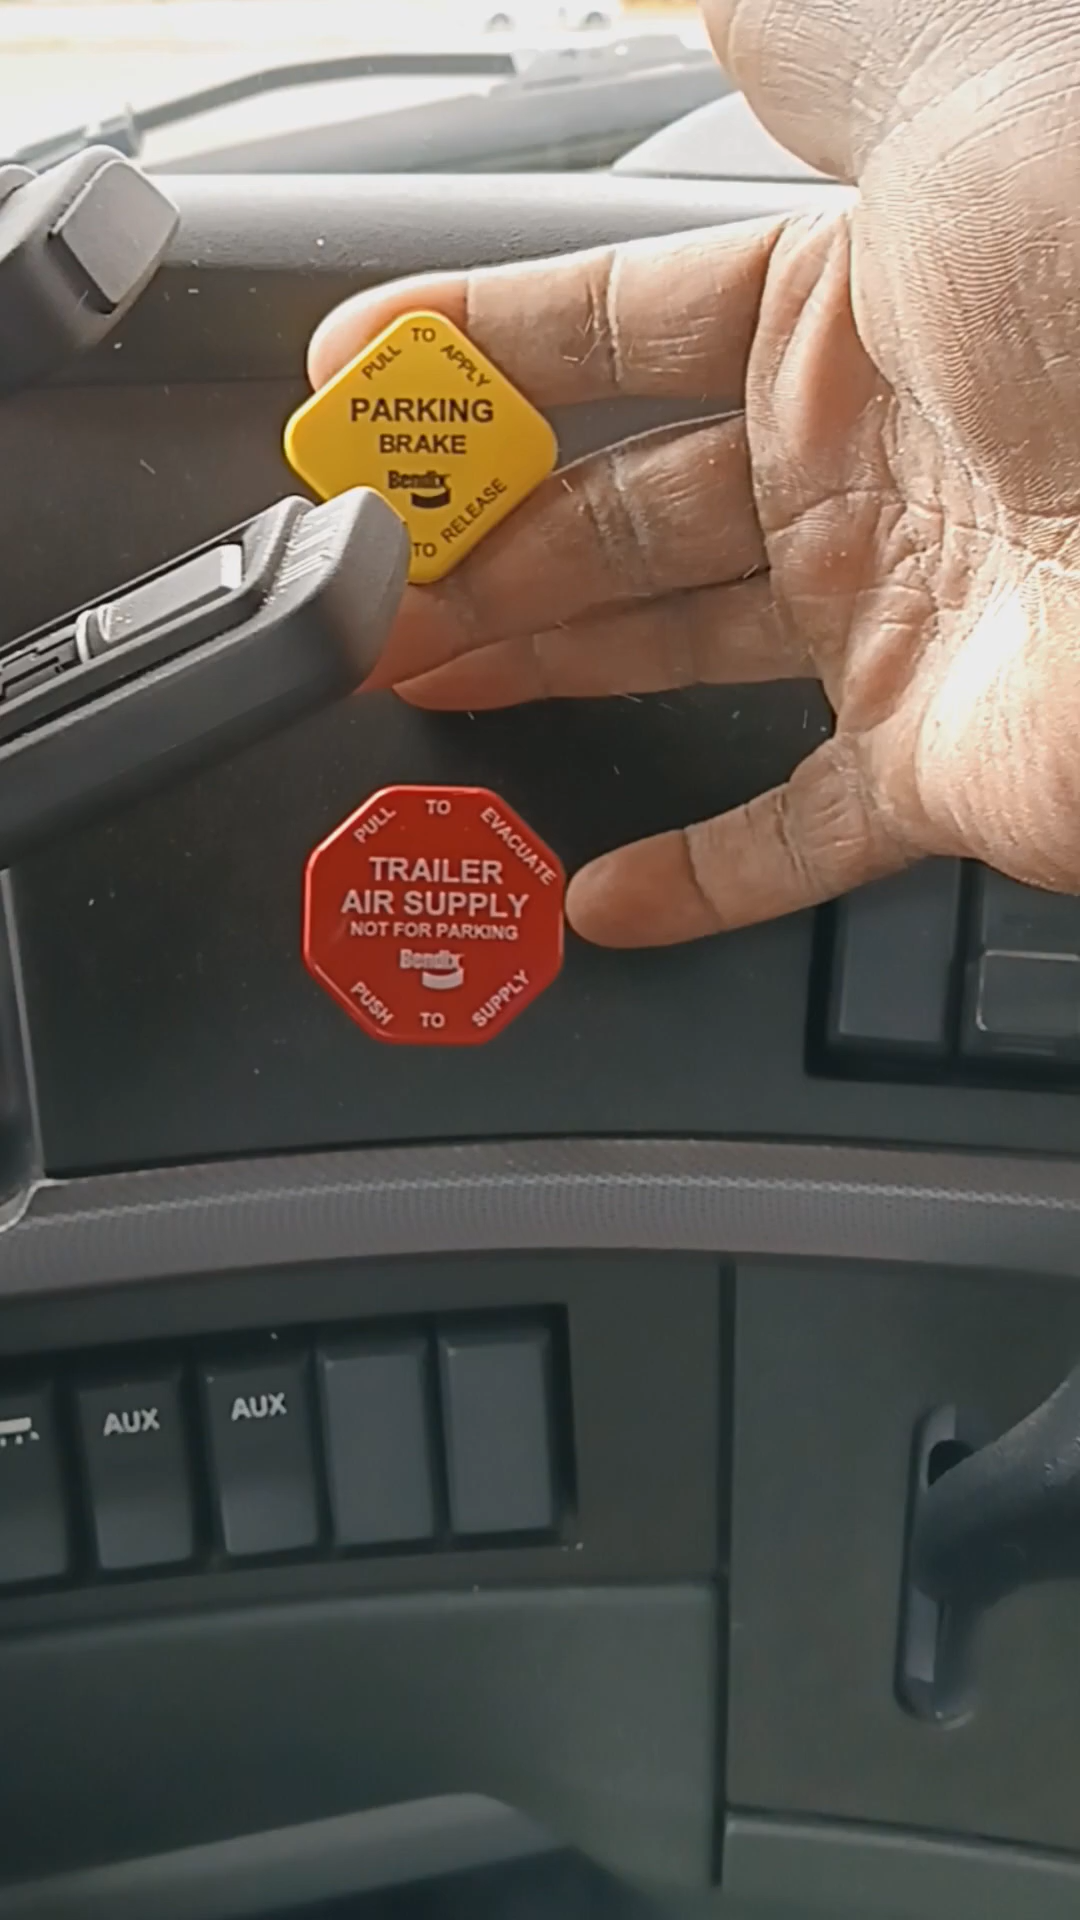 PULL TO APPLY
PARKING
BRAKE
Bendix
TO RELEASE
PULL TO EVACUATE
TRAILER
AIR SUPPLY
NOT FOR PARKING
Bendix
PUSH TO SUPPLY
AUX
AUX